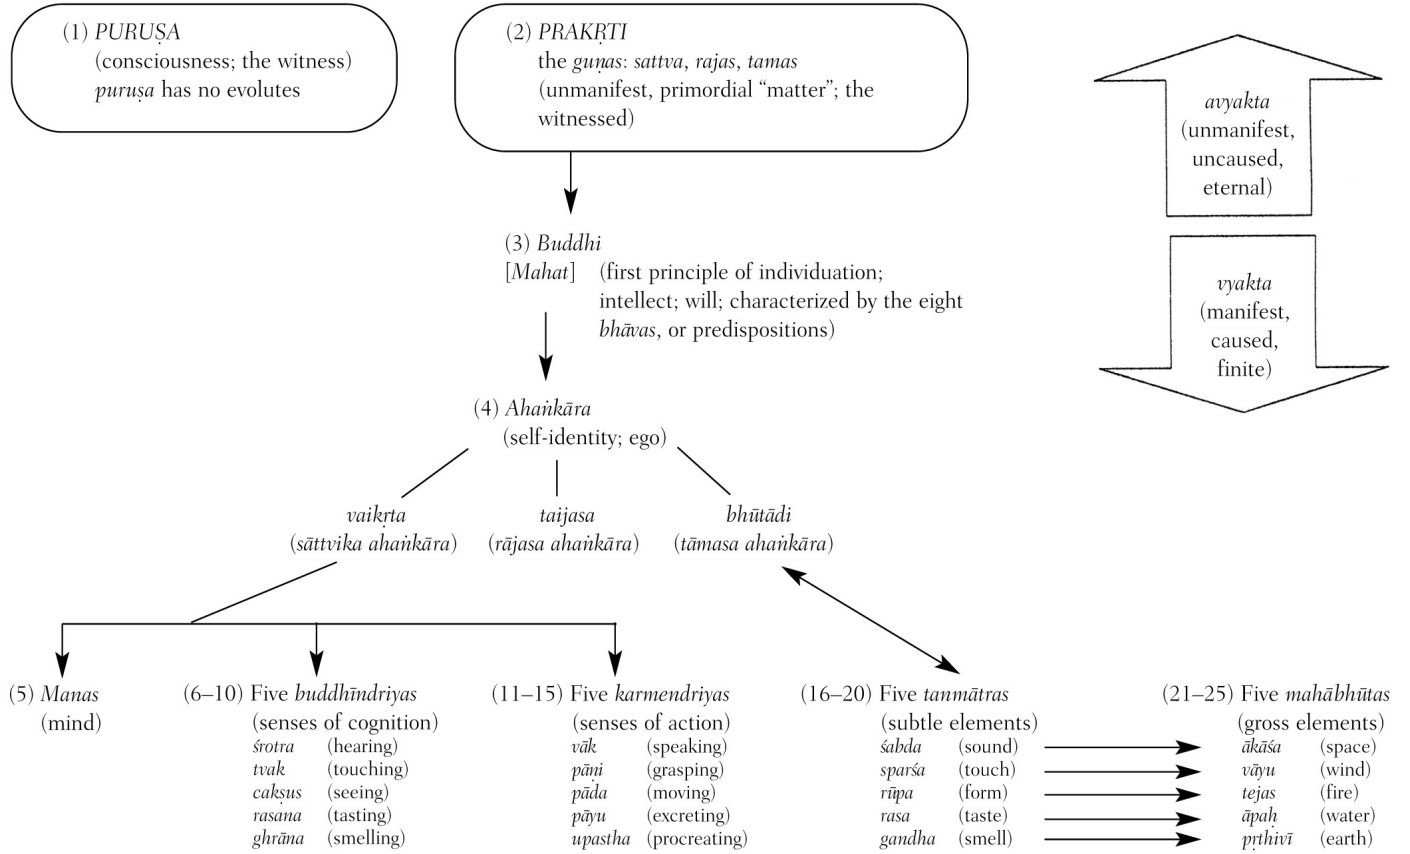 (1) PURUṢA
(consciousness; the witness)
puruṣa has no evolutes
(2) PRAKṚTI
the guṇas: sattva, rajas, tamas
(unmanifest, primordial “matter”; the
witnessed)
avyakta
(unmanifest,
uncaused,
eternal)
(3) Buddhi
[Mahat] (first principle of individuation;
intellect; will; characterized by the eight
bhāvas, or predispositions)
vyakta
(manifest,
caused,
finite)
(4) Ahaṅkāra
(self-identity; ego)
vaikṛta
(sāttvika ahaṅkāra)
taijasa
(rājasa ahaṅkāra)
bhūtādi
(tāmasa ahaṅkāra)
(5) Manas
(mind)
(6–10) Five buddhīndriyas
(senses of cognition)
śrotra (hearing)
tvak (touching)
cakṣus (seeing)
rasana (tasting)
ghrāna (smelling)
(11–15) Five karmendriyas
(senses of action)
vāk (speaking)
pāṇi (grasping)
pāda (moving)
pāyu (excreting)
upastha (procreating)
(16–20) Five tanmātras
(subtle elements)
śabda (sound)
sparśa (touch)
rūpa (form)
rasa (taste)
gandha (smell)
(21–25) Five mahābhūtas
(gross elements)
ākāśa (space)
vāyu (wind)
tejas (fire)
āpaḥ (water)
pṛthivī (earth)